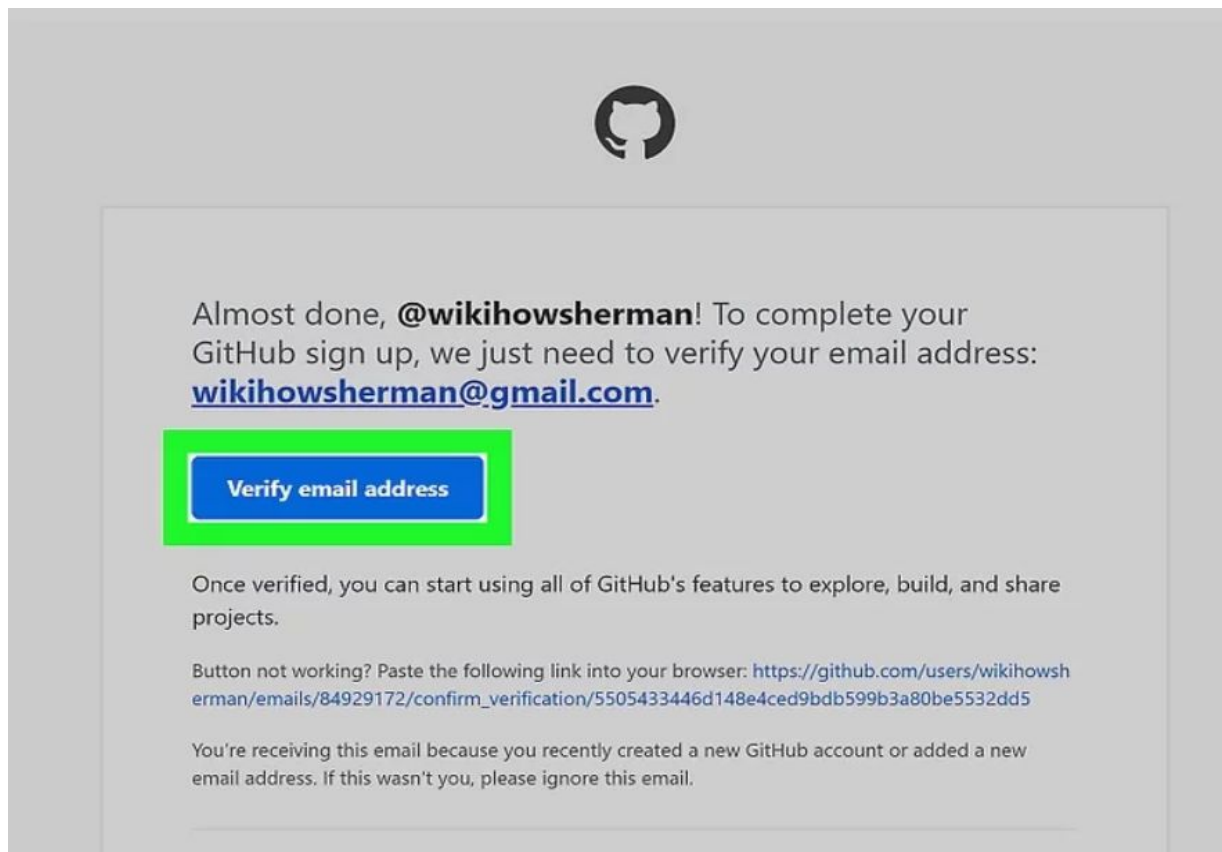 Almost done, @wikihowsherman! To complete your
GitHub sign up, we just need to verify your email address:
wikihowsherman@gmail.com.
Verify email address
Once verified, you can start using all of GitHub's features to explore, build, and share
projects.
Button not working? Paste the following link into your browser: https://github.com/users/wikihowsh
erman/emails/84929172/confirm_verification/5505433446d148e4ced9bdb599b3a80be5532dd5
You're receiving this email because you recently created a new GitHub account or added a new
email address. If this wasn't you, please ignore this email.